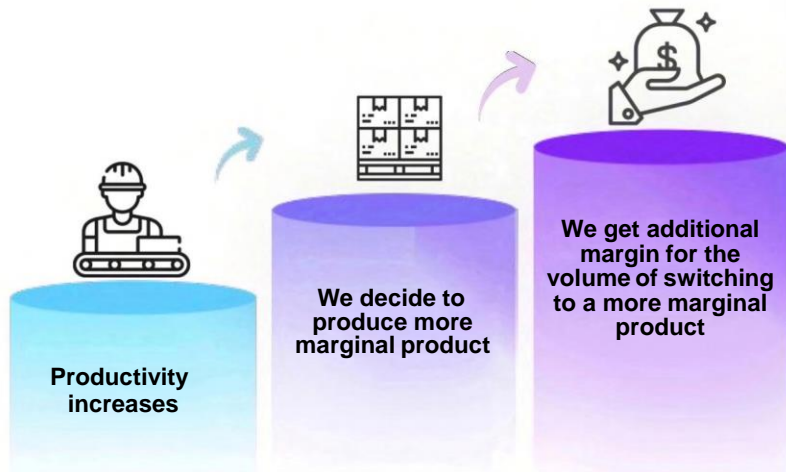 Productivity
increases
We decide to
produce more
marginal product
We get additional
margin for the
volume of switching
to a more marginal
product
$